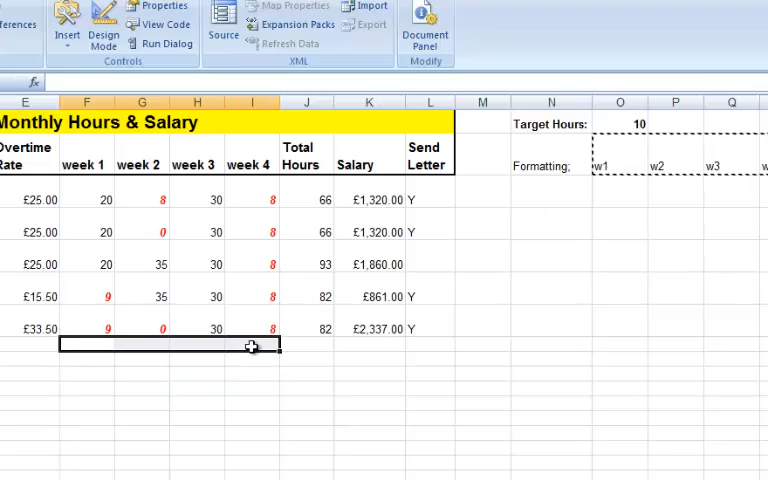 Properties
Map Properties
Import
ferences
View Code
Expansion Packs
Export
Insert
Design Mode
Run Dialog
Source
Refresh Data
Document Panel
Controls
XML
Modify
fx
E F G H I J K L M N O P Q
Monthly Hours & Salary
Target Hours: 10
Overtime Rate week 1 week 2 week 3 week 4 Total Hours Salary Send Letter
Formatting; w1 w2 w3 w
£25.00 20 8 30 8 66 £1,320.00 Y
£25.00 20 0 30 8 66 £1,320.00 Y
£25.00 20 35 30 8 93 £1,860.00
£15.50 9 35 30 8 82 £861.00 Y
£33.50 9 0 30 8 82 £2,337.00 Y